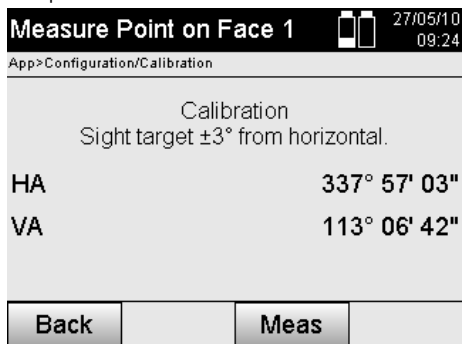 Measure Point on Face 1
27/05/10
09:24
App>Configuration/Calibration
Calibration
Sight target ±3° from horizontal.
HA 337° 57' 03"
VA 113° 06' 42"
Back Meas